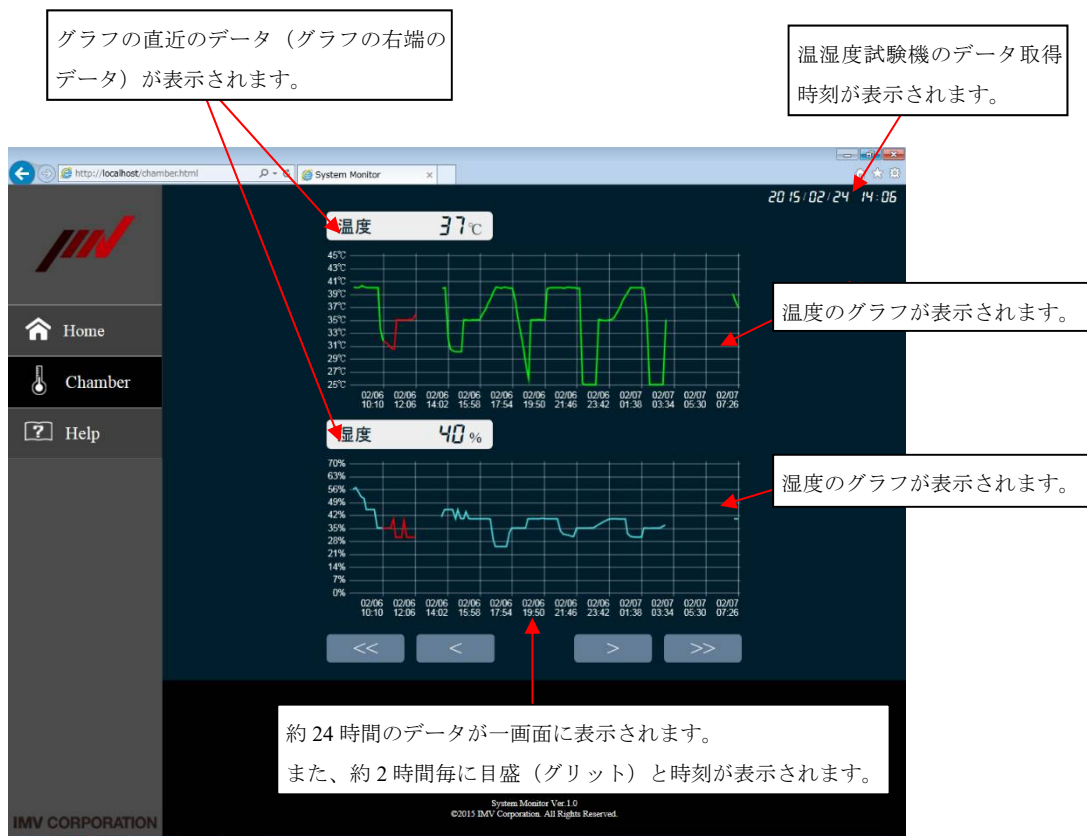 グラフの直近のデータ（グラフの右端の
データ）が表示されます。
温湿度試験機のデータ取得
時刻が表示されます。
http://localhost/chamber.html
System Monitor
2015/02/24 14:06
IMV
Home
Chamber
Help
温度 37℃
45℃
43℃
41℃
39℃
37℃
35℃
33℃
31℃
29℃
27℃
25℃
02/06 02/06 02/06 02/06 02/06 02/06 02/06 02/06 02/07 02/07 02/07 02/07
10:10 12:06 14:02 15:58 17:54 19:50 21:46 23:42 01:38 03:34 05:30 07:26
温度のグラフが表示されます。
湿度 40 %
70%
63%
56%
49%
42%
35%
28%
21%
14%
7%
0%
02/06 02/06 02/06 02/06 02/06 02/06 02/06 02/06 02/07 02/07 02/07 02/07
10:10 12:06 14:02 15:58 17:54 19:50 21:46 23:42 01:38 03:34 05:30 07:26
湿度のグラフが表示されます。
<< < > >>
約 24 時間のデータが一画面に表示されます。
また、約 2 時間毎に目盛（グリット）と時刻が表示されます。
System Monitor Ver.1.0
©2015 IMV Corporation. All Rights Reserved.
IMV CORPORATION